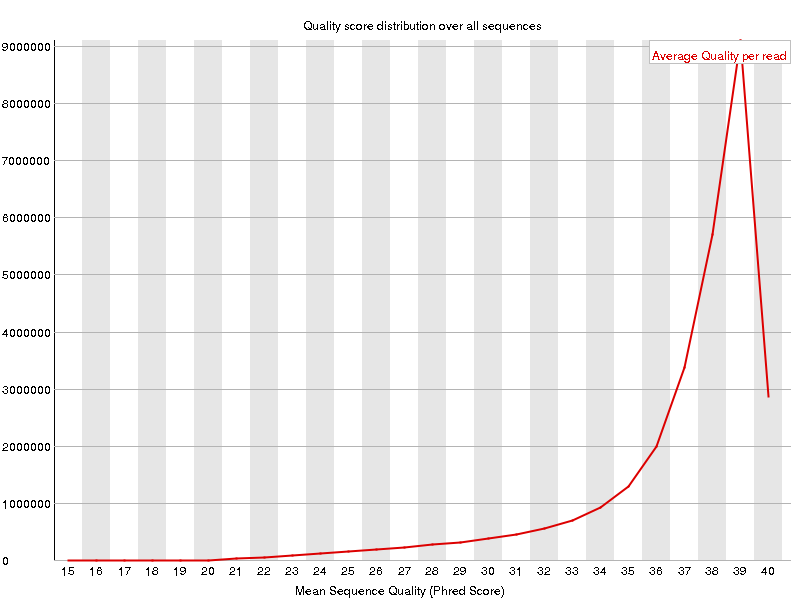 Quality score distribution over all sequences
Average Quality per read
9000000
8000000
7000000
6000000
5000000
4000000
3000000
2000000
1000000
0
15 16 17 18 19 20 21 22 23 24 25 26 27 28 29 30 31 32 33 34 35 36 37 38 39 40
Mean Sequence Quality (Phred Score)